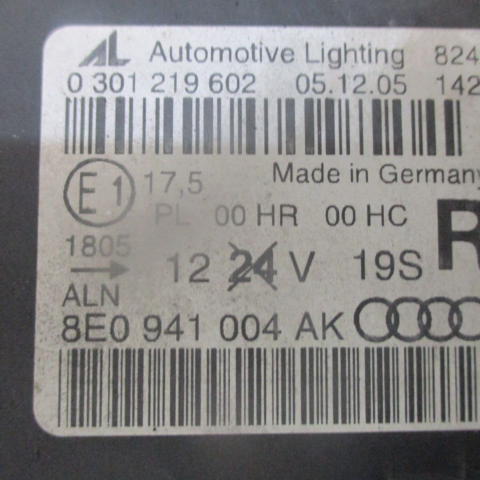 AL Automotive Lighting 824
0 301 219 602 05.12.05 142
E1 17,5 Made in Germany
PL 00 HR 00 HC R
1805 12 24 V 19S
ALN
8E0 941 004 AK